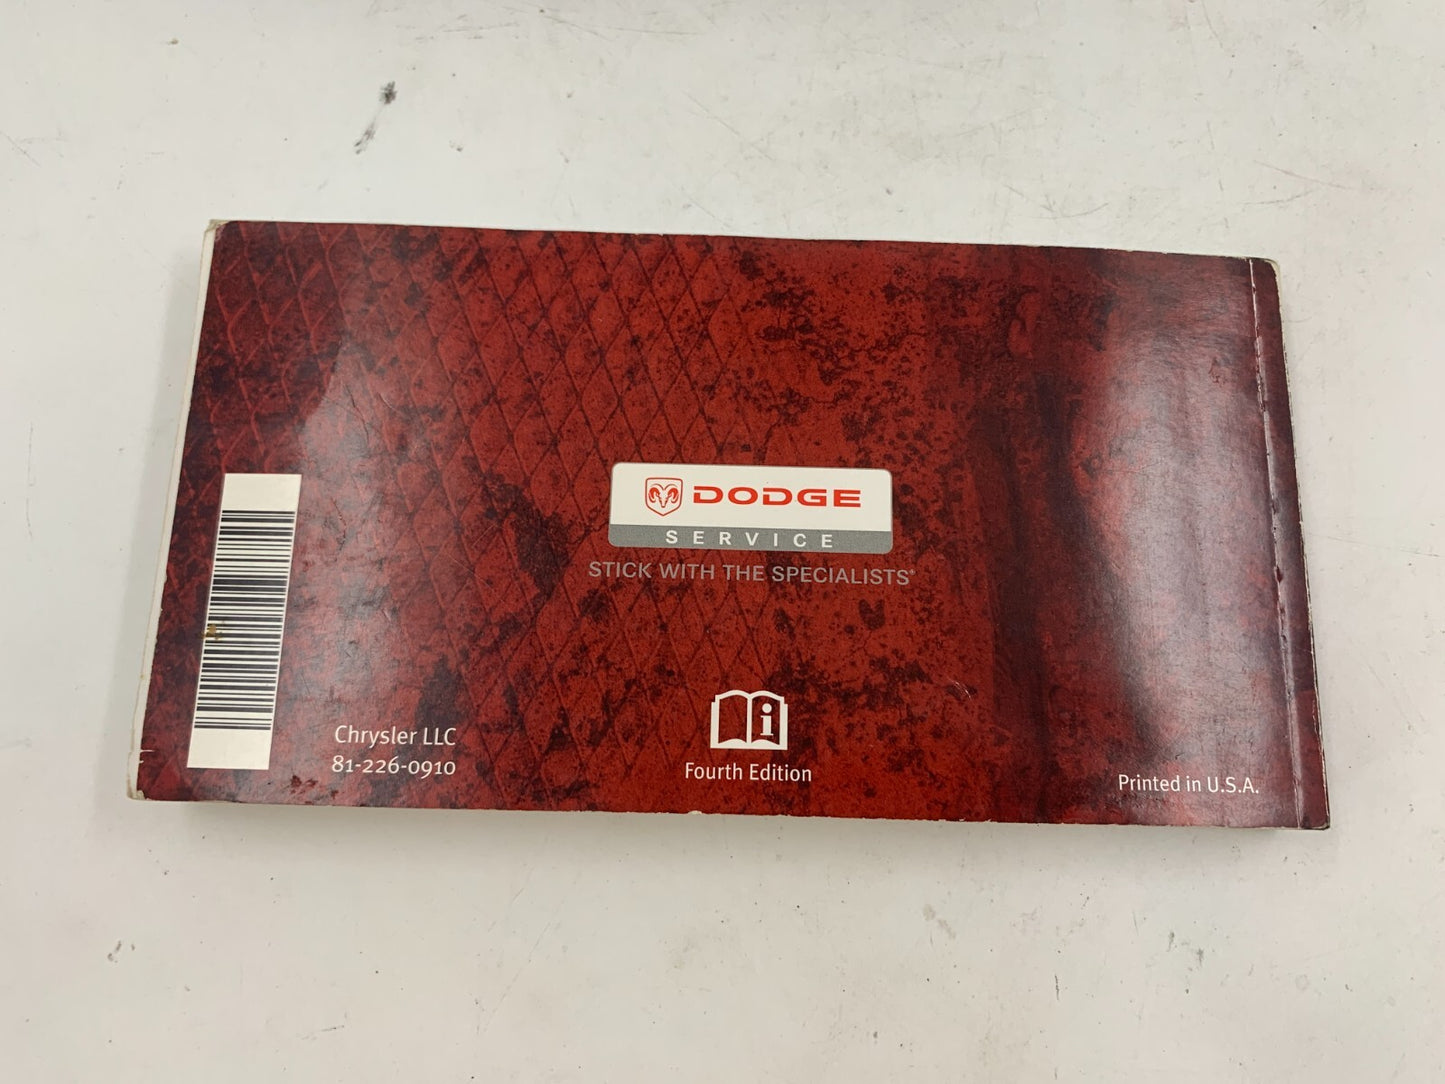 DODGE
SERVICE
STICK WITH THE SPECIALISTS®
Chrysler LLC
81-226-0910
i
Fourth Edition
Printed in U.S.A.